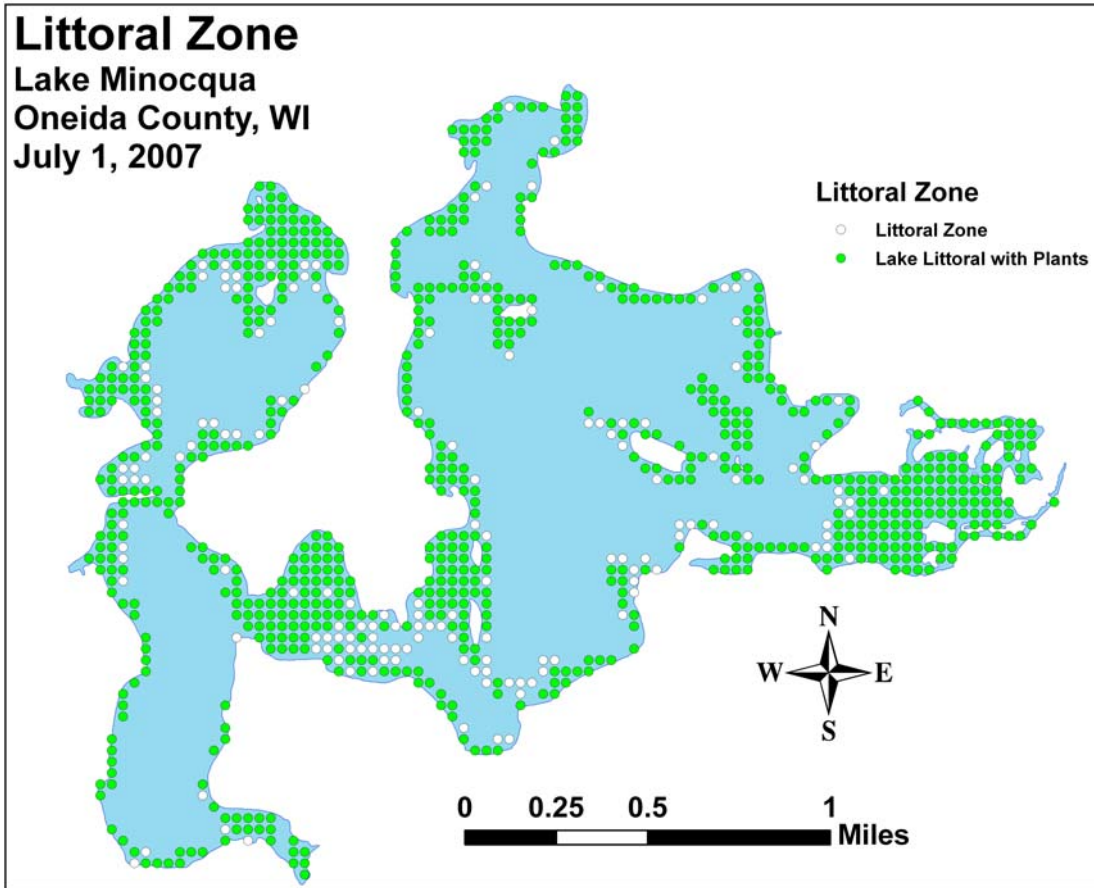 Littoral Zone
Lake Minocqua
Oneida County, WI
July 1, 2007
Littoral Zone
Littoral Zone
Lake Littoral with Plants
N
W E
S
0 0.25 0.5 1
Miles